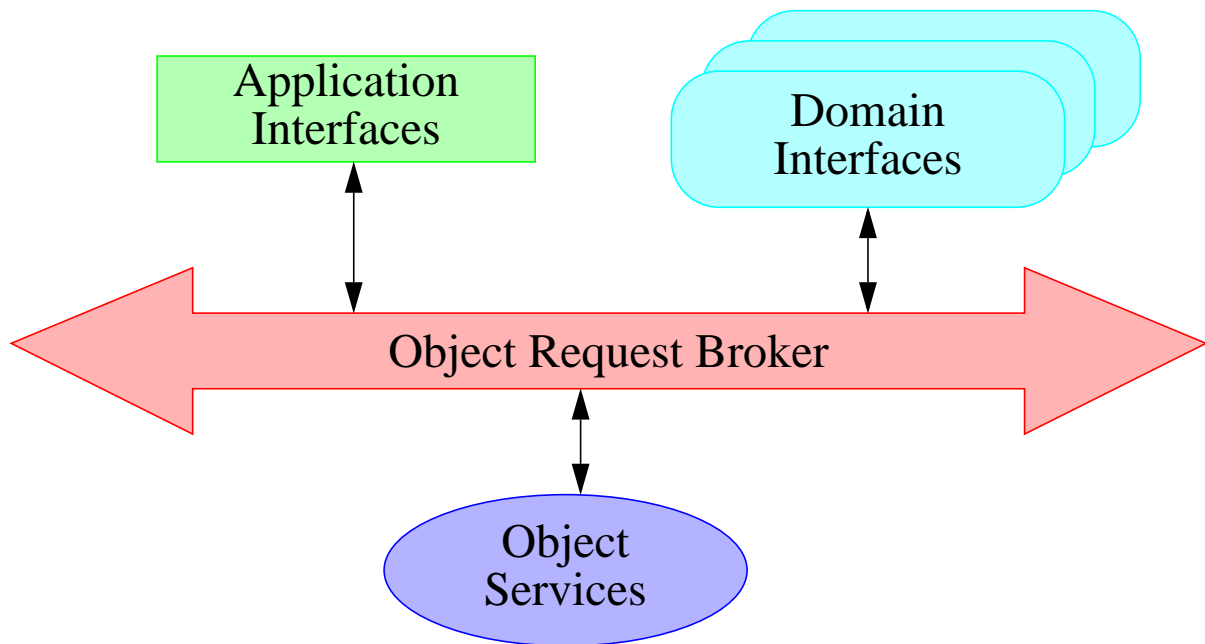 Application
Interfaces
Domain
Interfaces
Object Request Broker
Object
Services